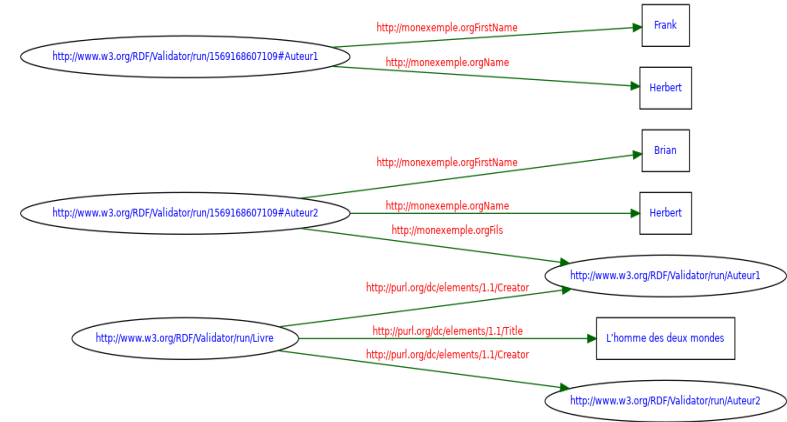 http://monexemple.orgFirstName
Frank
http://www.w3.org/RDF/Validator/run/1569168607109#Auteur1
http://monexemple.orgName
Herbert
http://monexemple.orgFirstName
Brian
http://www.w3.org/RDF/Validator/run/1569168607109#Auteur2
http://monexemple.orgName
Herbert
http://monexemple.orgFils
http://www.w3.org/RDF/Validator/run/Auteur1
http://purl.org/dc/elements/1.1/Creator
http://www.w3.org/RDF/Validator/run/Livre
http://purl.org/dc/elements/1.1/Title
L'homme des deux mondes
http://purl.org/dc/elements/1.1/Creator
http://www.w3.org/RDF/Validator/run/Auteur2